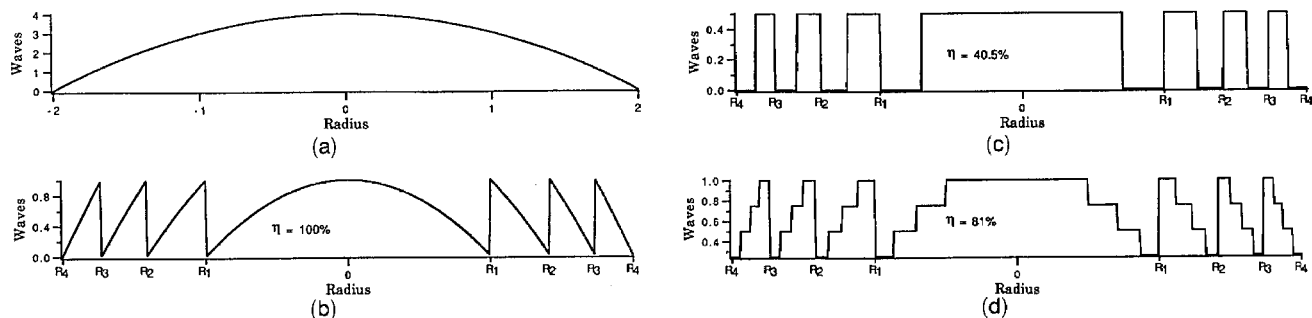 Waves
4
3
2
1
0
-2
-1
0
1
2
Radius
(a)
Waves
0.8
0.4
0.0
η = 100%
R4
R3
R2
R1
0
R1
R2
R3
R4
Radius
(b)
Waves
0.4
0.2
0.0
η = 40.5%
R4
R3
R2
R1
0
R1
R2
R3
R4
Radius
(c)
Waves
1.0
0.8
0.6
0.4
η = 81%
R4
R3
R2
R1
0
R1
R2
R3
R4
Radius
(d)